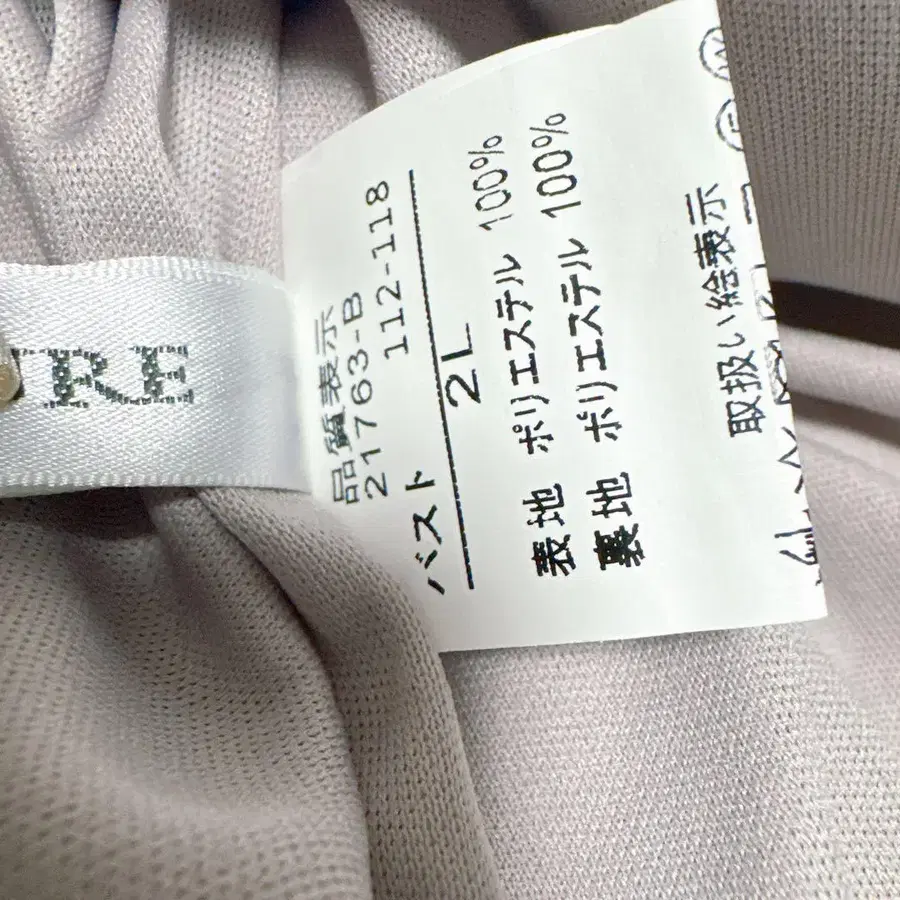 品質表示
21763-B
バスト 112-118
2L
表地 ポリエステル 100%
裏地 ポリエステル 100%
取扱い絵表示